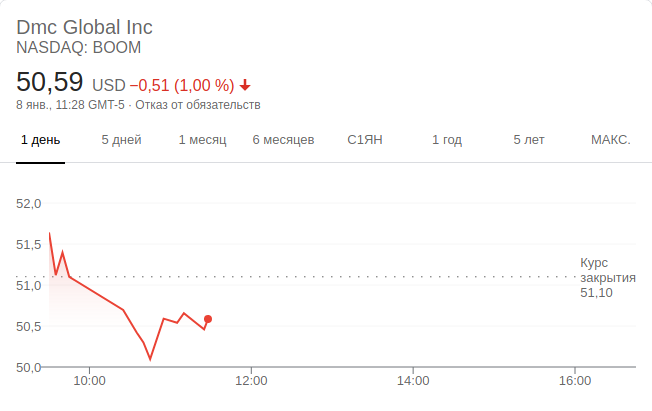 Dmc Global Inc
NASDAQ: BOOM
50,59 USD −0,51 (1,00 %)
8 янв., 11:28 GMT-5 · Отказ от обязательств
1 день 5 дней 1 месяц 6 месяцев С1ЯН 1 год 5 лет МАКС.
52,0
51,5
51,0
50,5
50,0
Курс
закрытия
51,10
10:00 12:00 14:00 16:00